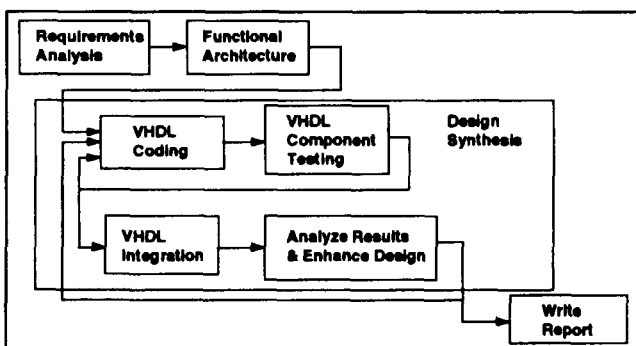 Requirements
Analysis
Functional
Architecture
VHDL
Coding
VHDL
Component
Testing
Design
Synthesis
VHDL
Integration
Analyze Results
& Enhance Design
Write
Report